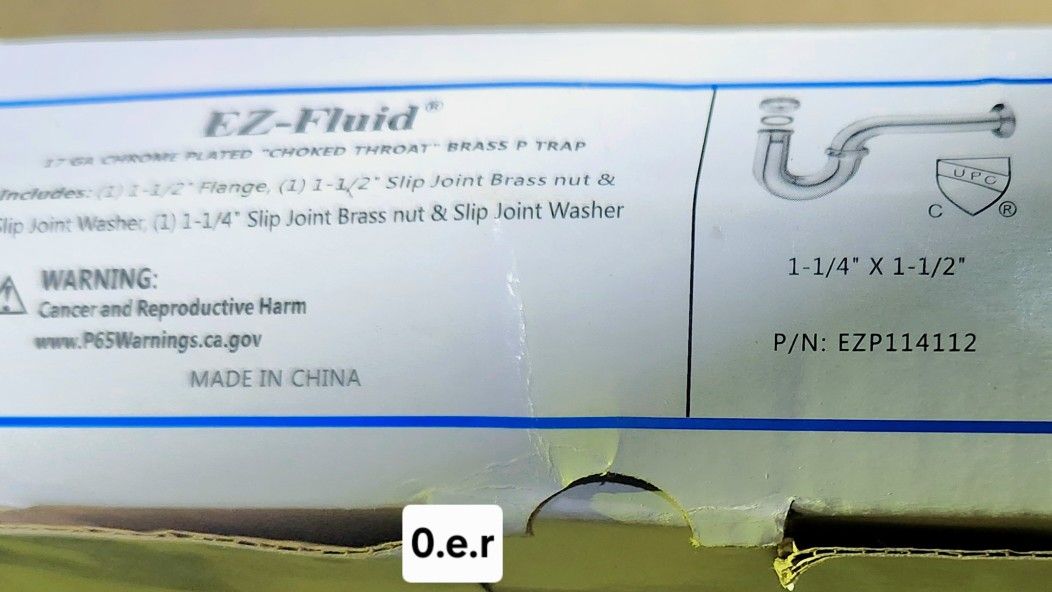 EZ-Fluid®
17 GA CHROME PLATED "CHOKED THROAT" BRASS P TRAP
Includes: (1) 1-1/2" Flange, (1) 1-1/2" Slip Joint Brass nut &
Slip Joint Washer, (1) 1-1/4" Slip Joint Brass nut & Slip Joint Washer
WARNING:
Cancer and Reproductive Harm
www.P65Warnings.ca.gov
MADE IN CHINA
UPC
C ®
1-1/4" X 1-1/2"
P/N: EZP114112
0.e.r